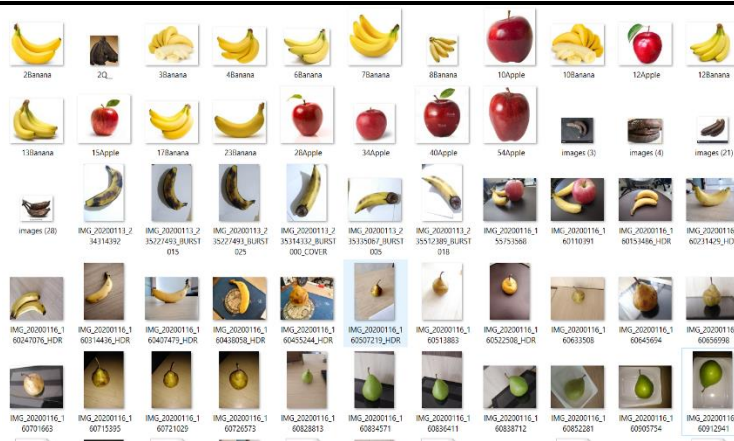 2Banana 2Q_ 3Banana 4Banana 6Banana 7Banana 8Banana 10Apple 10Banana 12Apple 12Banana
13Banana 15Apple 17Banana 23Banana 28Apple 34Apple 40Apple 54Apple images (3) images (4) images (21)
images (28) IMG_20200113_2 IMG_20200113_2 IMG_20200113_2 IMG_20200113_2 IMG_20200113_2 IMG_20200113_2 IMG_20200116_1 IMG_20200116_1 IMG_20200116_1 IMG_20200116
34314392 35227493_BURST 35227493_BURST 35314332_BURST 35335067_BURST 35512389_BURST 55753568 60110391 60153486_HDR 60231429_HD
015 025 000_COVER 005 018
IMG_20200116_1 IMG_20200116_1 IMG_20200116_1 IMG_20200116_1 IMG_20200116_1 IMG_20200116_1 IMG_20200116_1 IMG_20200116_1 IMG_20200116_1 IMG_20200116_1 IMG_20200116
60247076_HDR 60314436_HDR 60407479_HDR 60438058_HDR 60455244_HDR 60507219_HDR 60513883 60522508_HDR 60633508 60645694 60656998
IMG_20200116_1 IMG_20200116_1 IMG_20200116_1 IMG_20200116_1 IMG_20200116_1 IMG_20200116_1 IMG_20200116_1 IMG_20200116_1 IMG_20200116_1 IMG_20200116_1 IMG_20200116
60701663 60715395 60721029 60726573 60828813 60834571 60836411 60838712 60852281 60905754 60912941